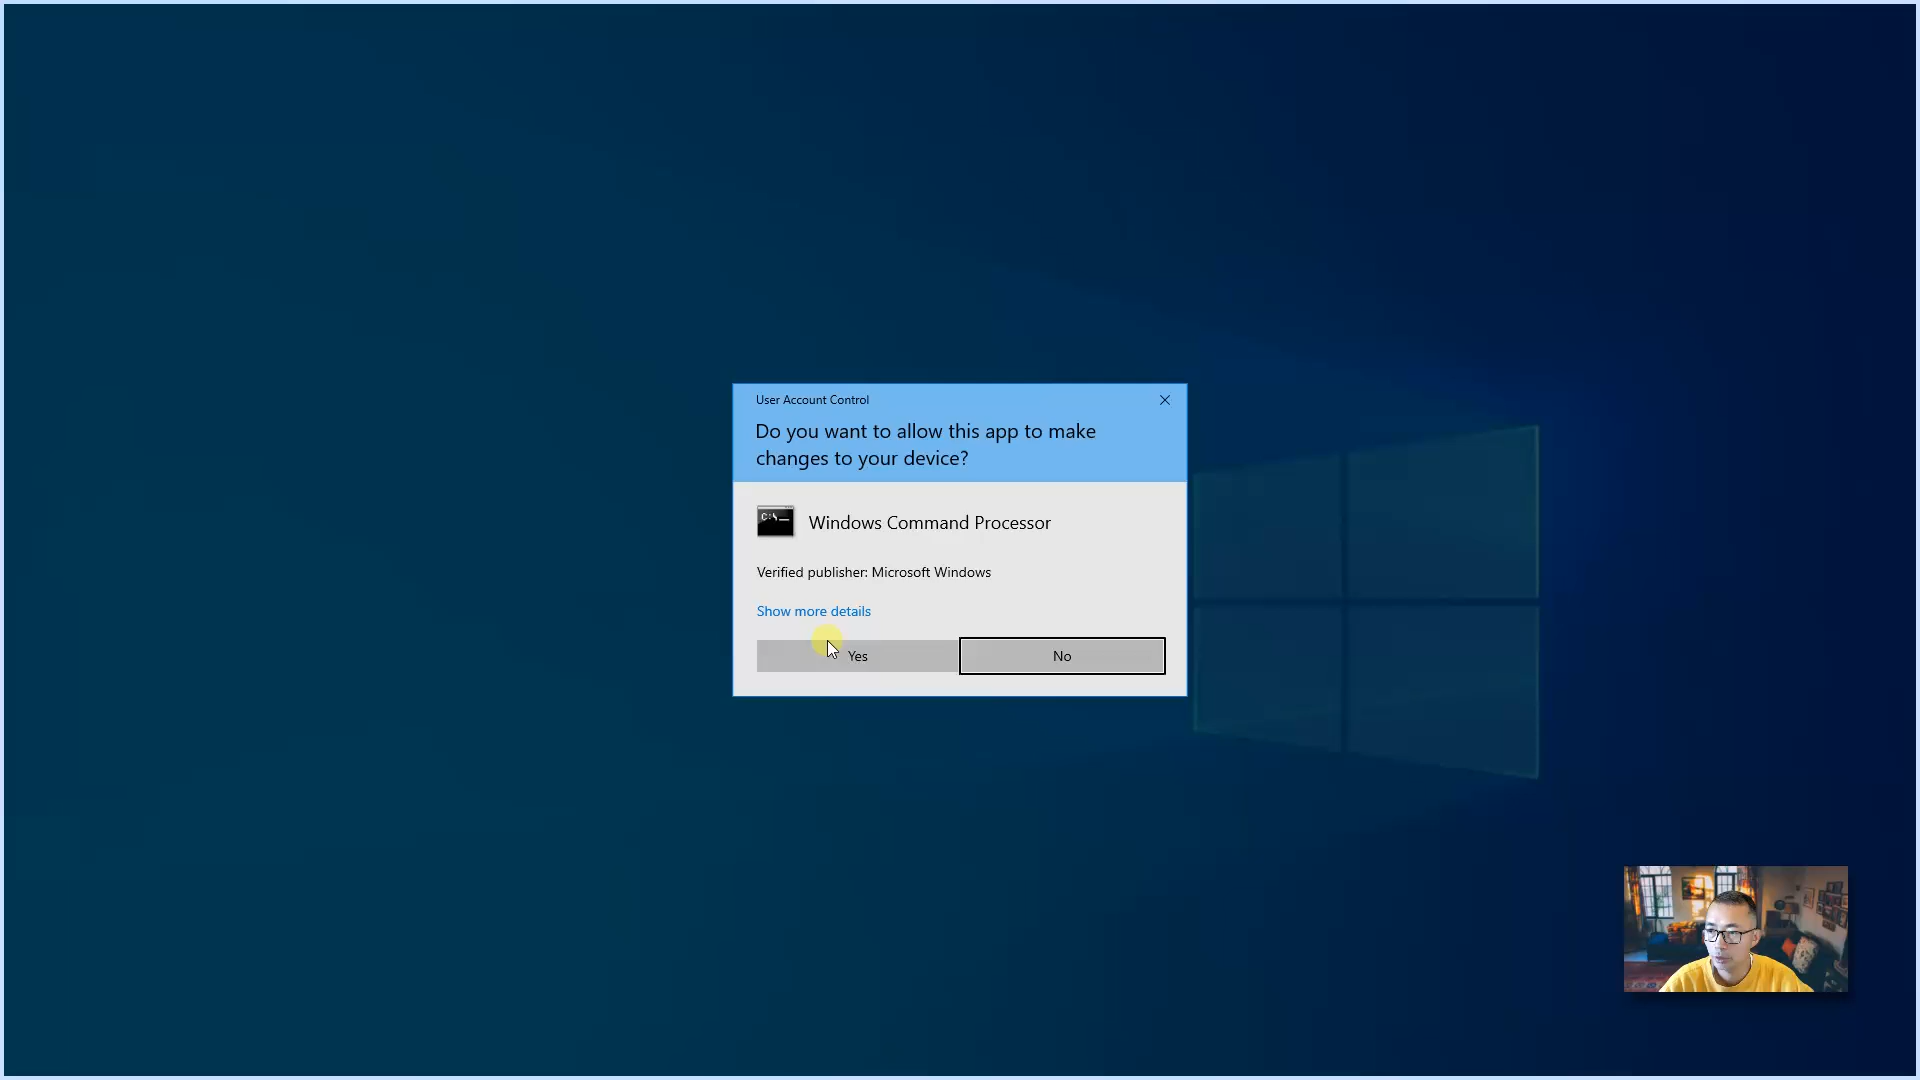 User Account Control
Do you want to allow this app to make
changes to your device?
C:\_
Windows Command Processor
Verified publisher: Microsoft Windows
Show more details
Yes
No